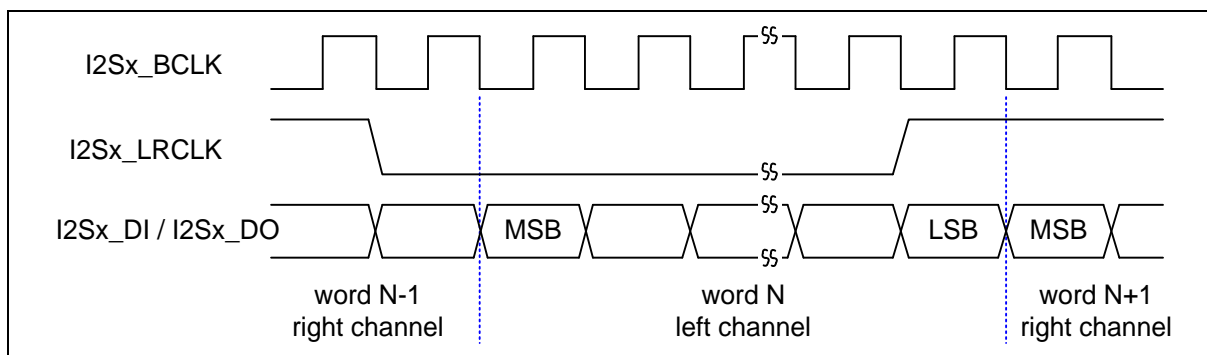 I2Sx_BCLK
I2Sx_LRCLK
I2Sx_DI / I2Sx_DO
MSB
LSB
MSB
word N-1
right channel
word N
left channel
word N+1
right channel